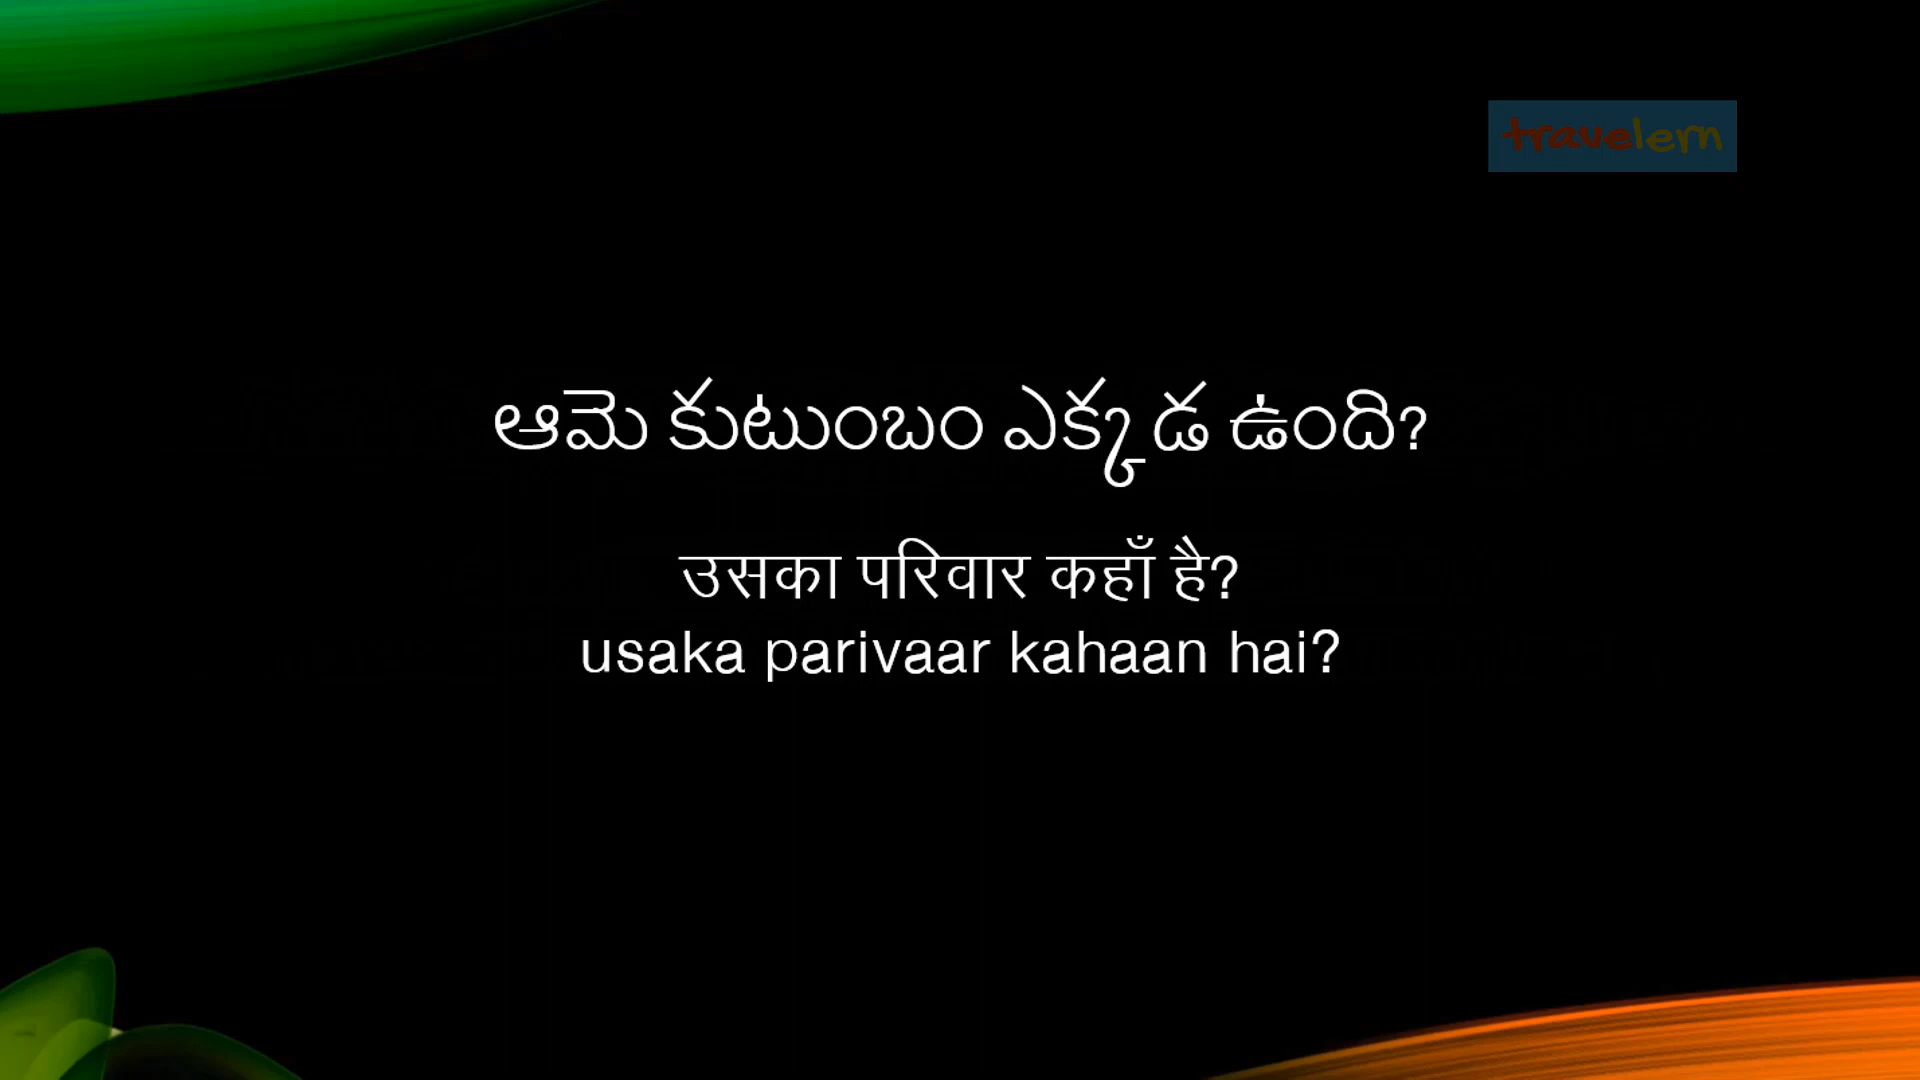 travelern
ఆమె కుటుంబం ఎక్కడ ఉంది?
उसका परिवार कहाँ है?
usaka parivaar kahaan hai?